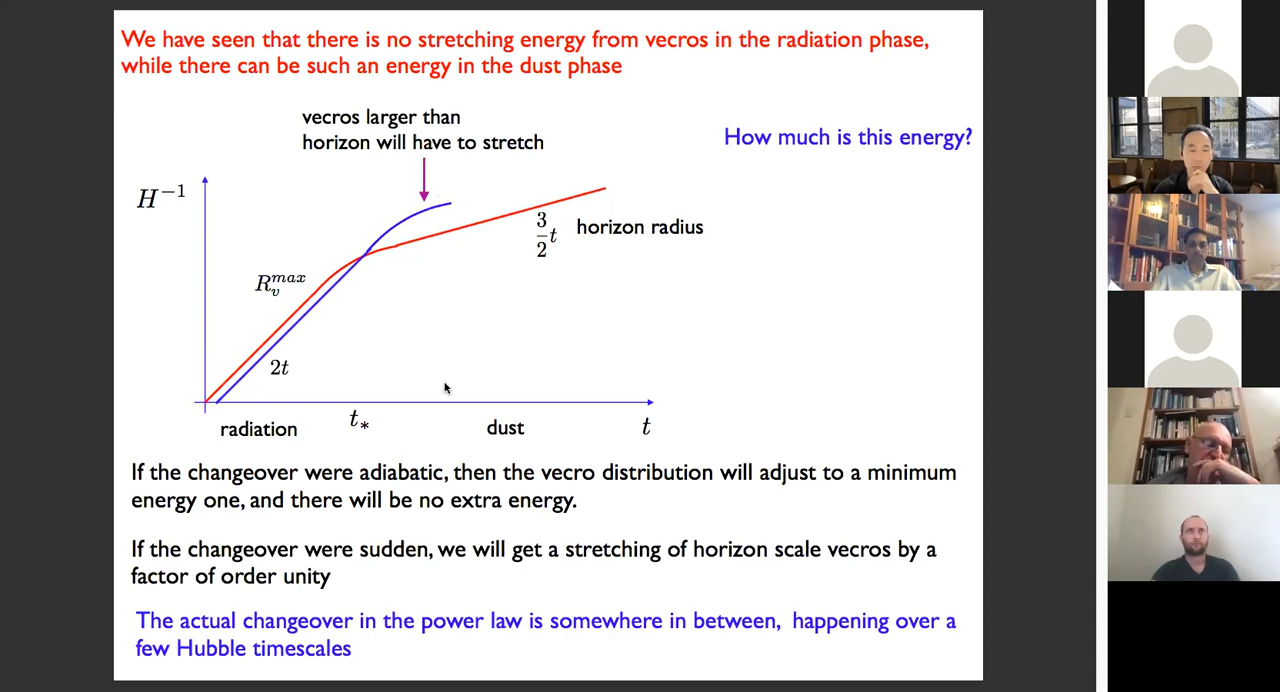 We have seen that there is no stretching energy from vecros in the radiation phase,
while there can be such an energy in the dust phase
vecros larger than
horizon will have to stretch
How much is this energy?
H^{-1}
\frac{3}{2}t horizon radius
R_v^{max}
2t
radiation
t_*
dust
t
If the changeover were adiabatic, then the vecro distribution will adjust to a minimum
energy one, and there will be no extra energy.
If the changeover were sudden, we will get a stretching of horizon scale vecros by a
factor of order unity
The actual changeover in the power law is somewhere in between, happening over a
few Hubble timescales